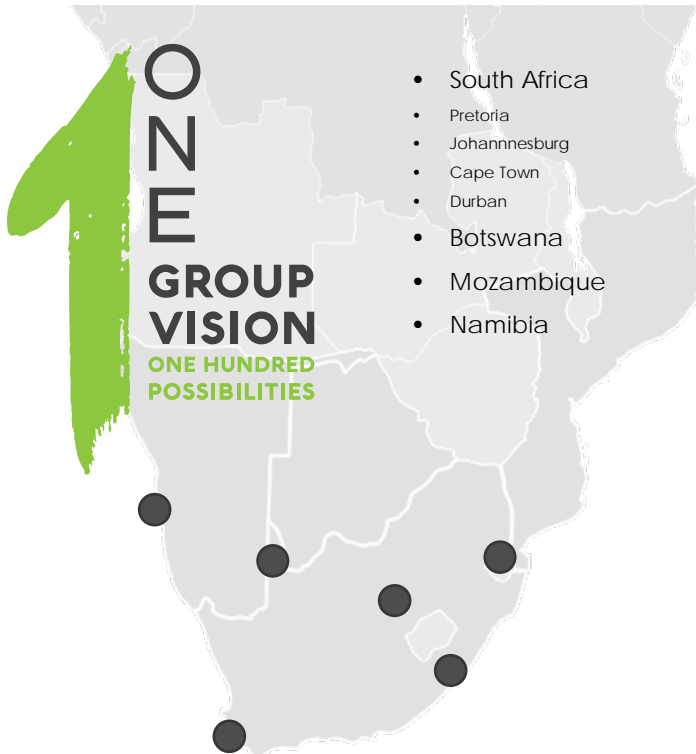 ONE
GROUP
VISION
ONE HUNDRED
POSSIBILITIES
• South Africa
• Pretoria
• Johannnesburg
• Cape Town
• Durban
• Botswana
• Mozambique
• Namibia